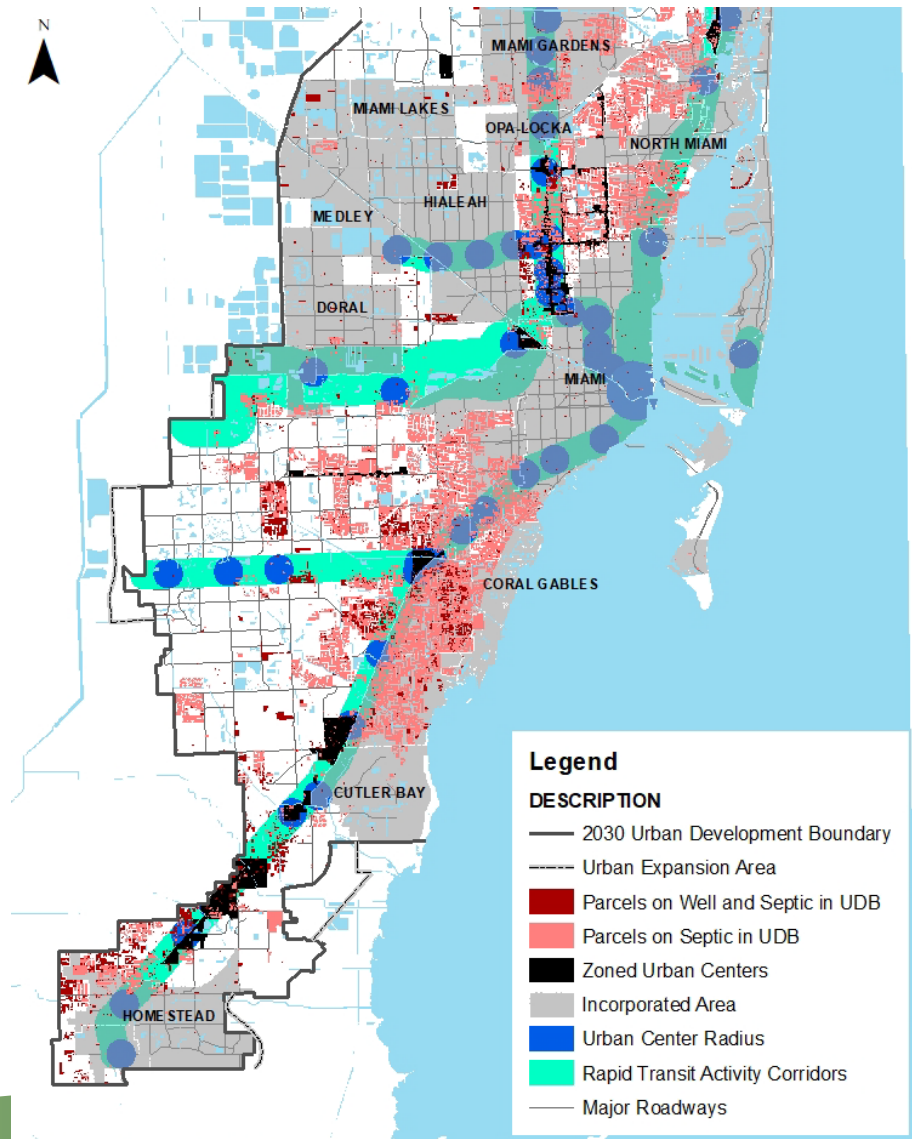 N
MIAMI GARDENS
MIAMI LAKES
OPA-LOCKA
NORTH MIAMI
HIALEAH
MEDLEY
DORAL
MIAMI
CORAL GABLES
CUTLER BAY
HOMESTEAD
Legend
DESCRIPTION
2030 Urban Development Boundary
Urban Expansion Area
Parcels on Well and Septic in UDB
Parcels on Septic in UDB
Zoned Urban Centers
Incorporated Area
Urban Center Radius
Rapid Transit Activity Corridors
Major Roadways